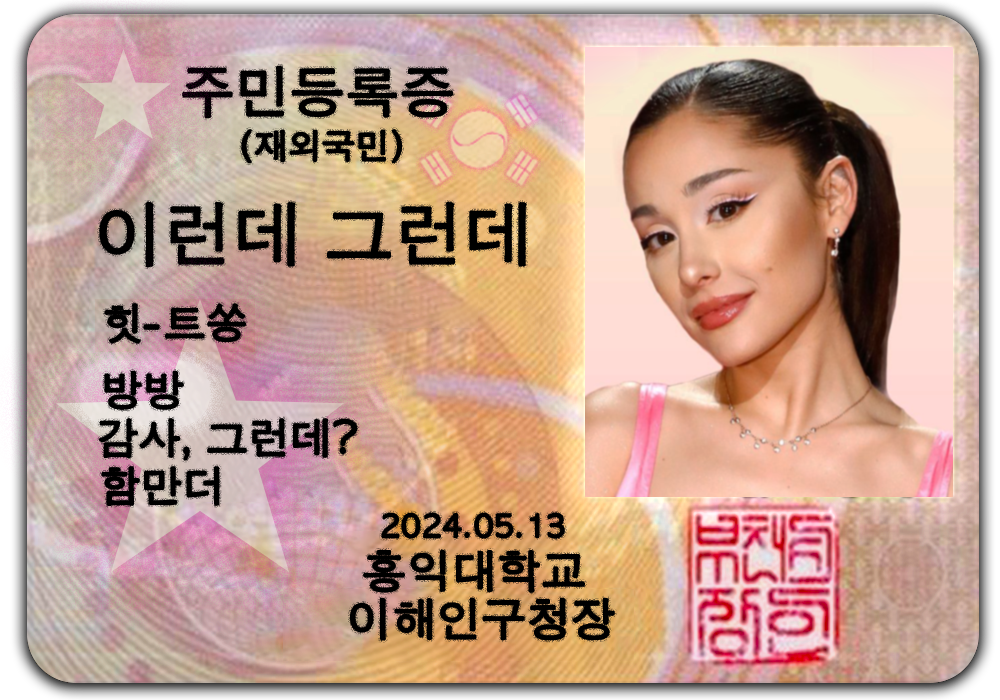 주민등록증
(재외국민)
이런데 그런데
힛-트쏭
방방
감사, 그런데?
함만더
2024.05.13
홍익대학교
이해인구청장